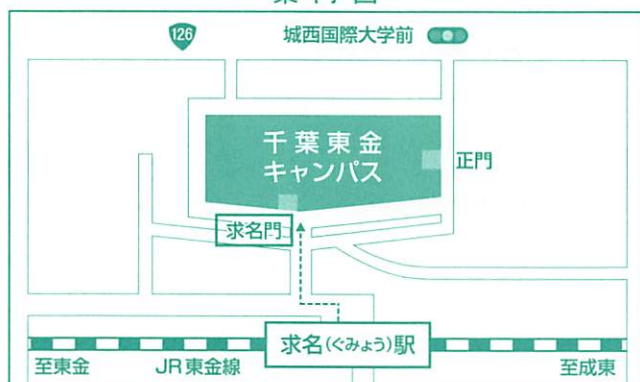 126
城西国際大学前
千葉東金
キャンパス
正門
求名門
求名(ぐみょう)駅
至東金
JR東金線
至成東